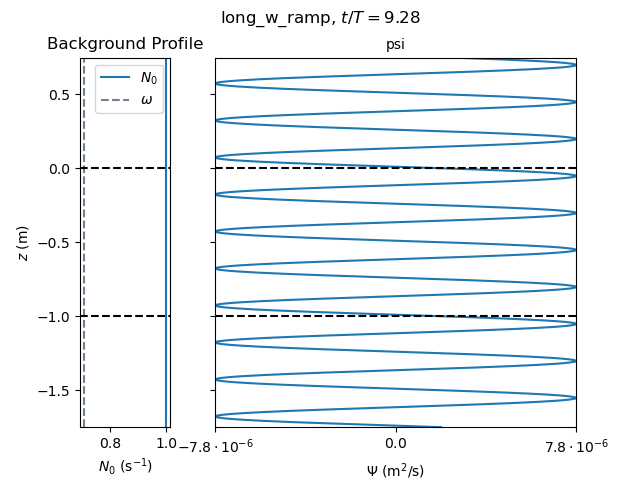 long_w_ramp, t/T = 9.28
Background Profile
psi
N₀
ω
0.5
0.0
−0.5
−1.0
−1.5
z (m)
0.8
1.0
−7.8 · 10⁻⁶
0.0
7.8 · 10⁻⁶
N₀ (s⁻¹)
Ψ (m²/s)